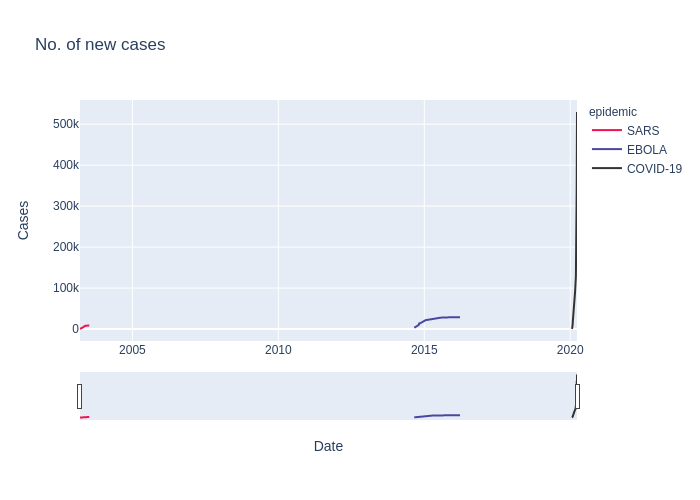 No. of new cases
epidemic
SARS
EBOLA
COVID-19
Cases
500k
400k
300k
200k
100k
0
2005 2010 2015 2020
Date